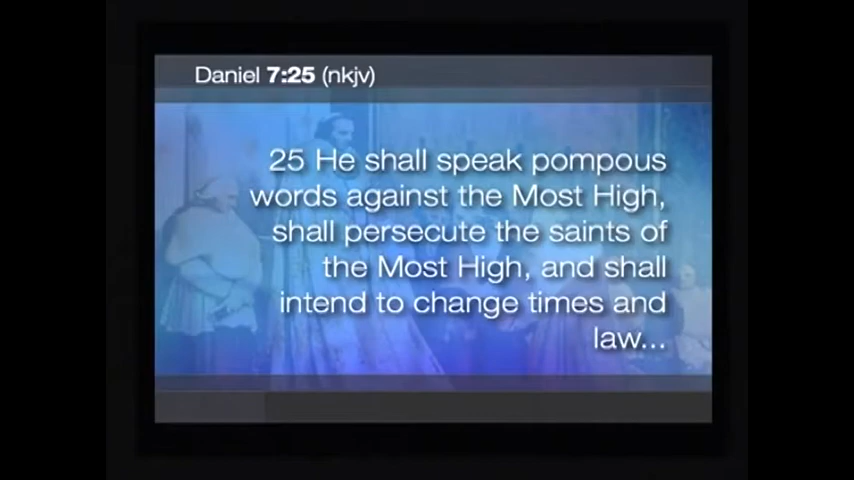 Daniel 7:25 (nkjv)
25 He shall speak pompous
words against the Most High,
shall persecute the saints of
the Most High, and shall
intend to change times and
law...